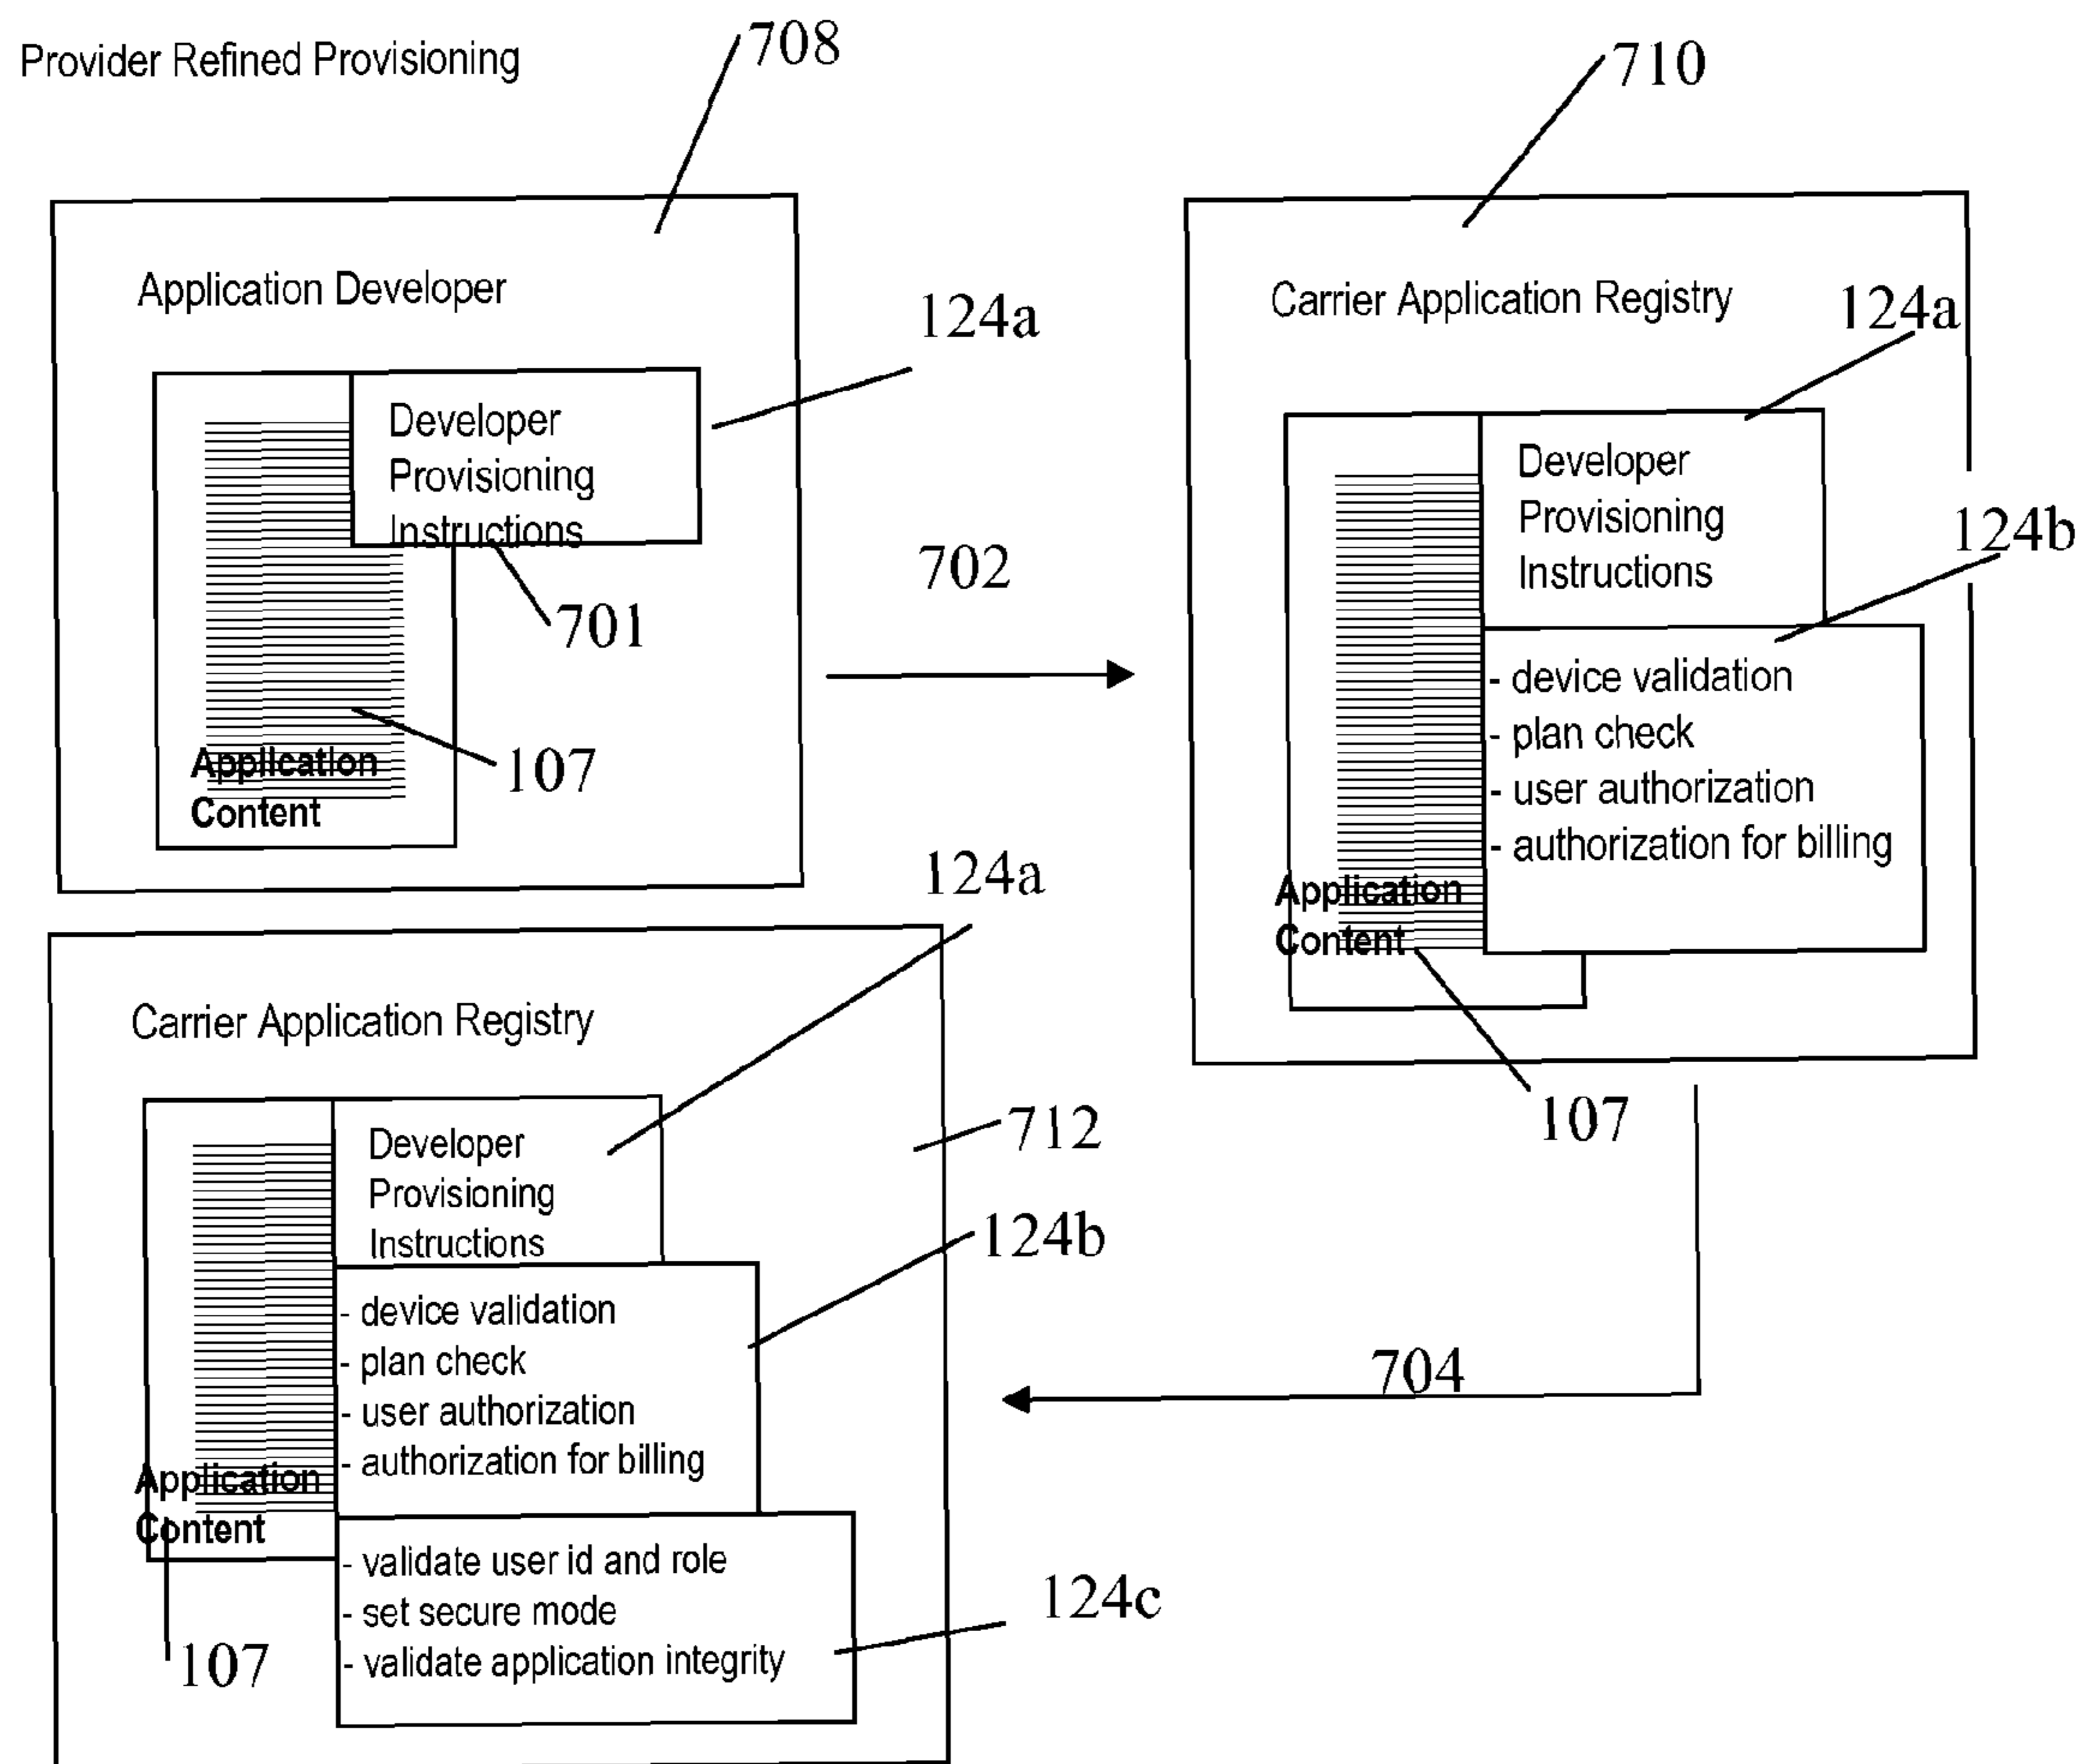 Provider Refined Provisioning
708
710
Application Developer
124a
Developer
Provisioning
Instructions
701
107
Application
Content
702
Carrier Application Registry
124a
Developer
Provisioning
Instructions
124b
- device validation
- plan check
- user authorization
- authorization for billing
Application
Content
107
704
124a
Carrier Application Registry
712
Developer
Provisioning
Instructions
124b
- device validation
- plan check
- user authorization
- authorization for billing
Application
Content
107
- validate user id and role
- set secure mode
- validate application integrity
124c